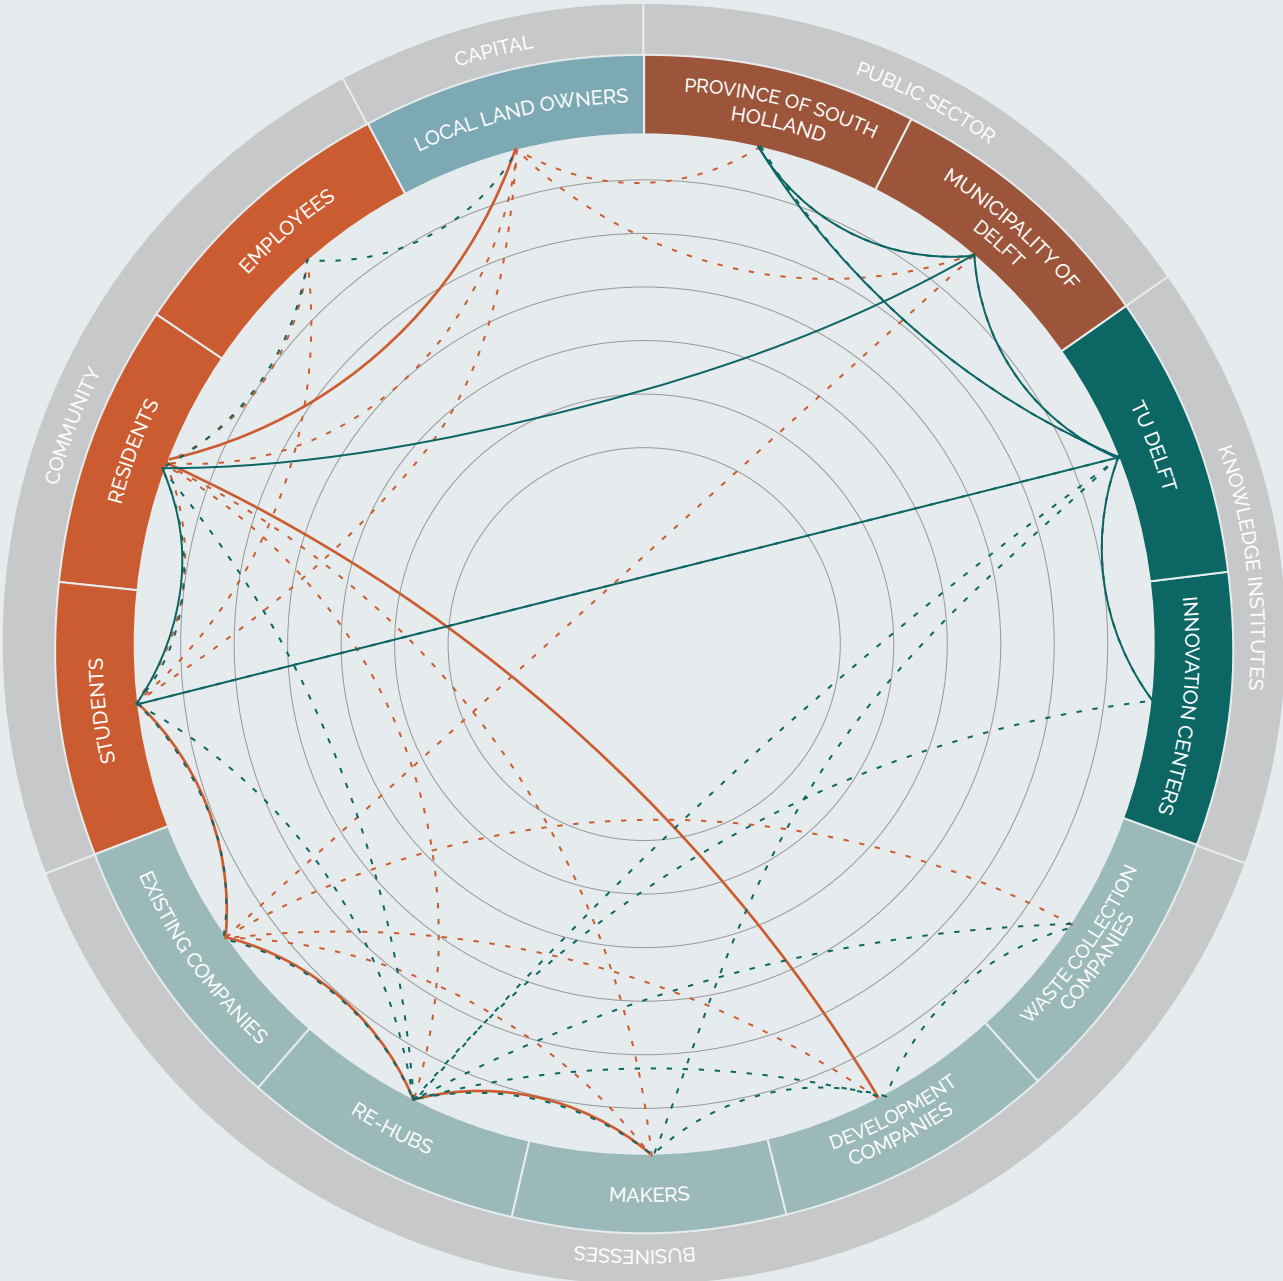 CAPITAL
PUBLIC SECTOR
LOCAL LAND OWNERS
PROVINCE OF SOUTH
HOLLAND
MUNICIPALITY OF
DELFT
EMPLOYEES
COMMUNITY
RESIDENTS
TU DELFT
KNOWLEDGE INSTITUTES
STUDENTS
INNOVATION CENTERS
EXISTING COMPANIES
WASTE COLLECTION
COMPANIES
RE-HUBS
DEVELOPMENT
COMPANIES
MAKERS
BUSINESSES